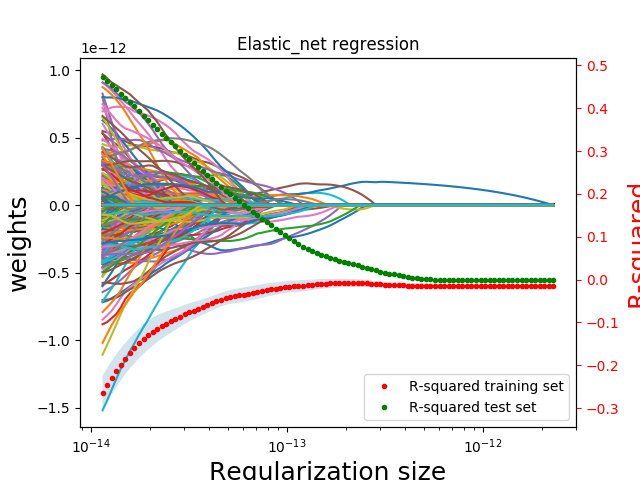 Elastic_net regression
1e−12
weights
1.0
0.5
0.0
−0.5
−1.0
−1.5
0.5
0.4
0.3
0.2
0.1
0.0
−0.1
−0.2
−0.3
R-squared
R-squared training set
R-squared test set
10⁻¹⁴ 10⁻¹³ 10⁻¹²
Regularization size